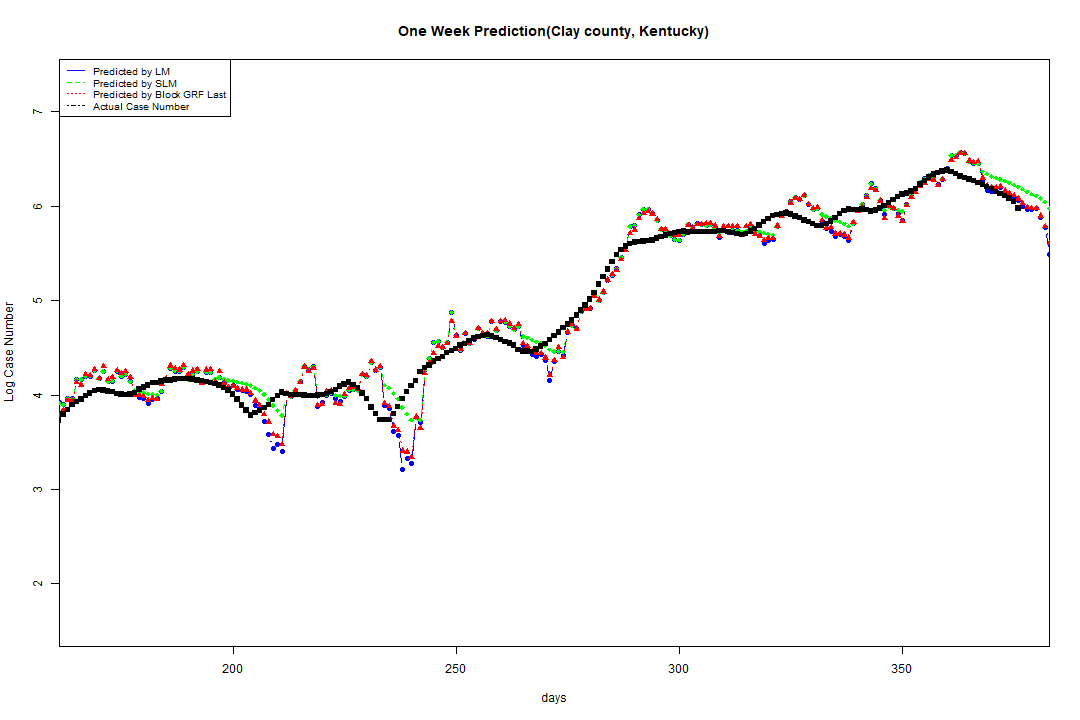 One Week Prediction(Clay county, Kentucky)
Predicted by LM
Predicted by SLM
Predicted by Block GRF Last
Actual Case Number
7
6
5
4
3
2
Log Case Number
200 250 300 350
days